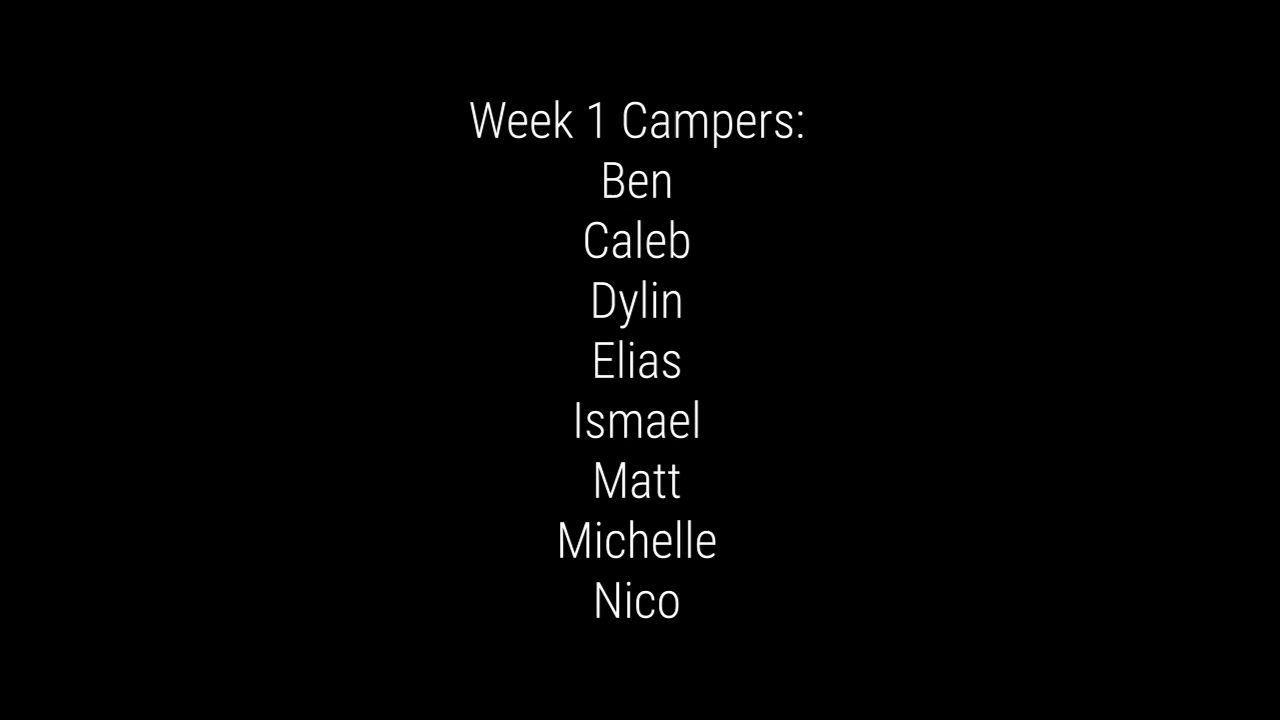 Week 1 Campers:
Ben
Caleb
Dylin
Elias
Ismael
Matt
Michelle
Nico